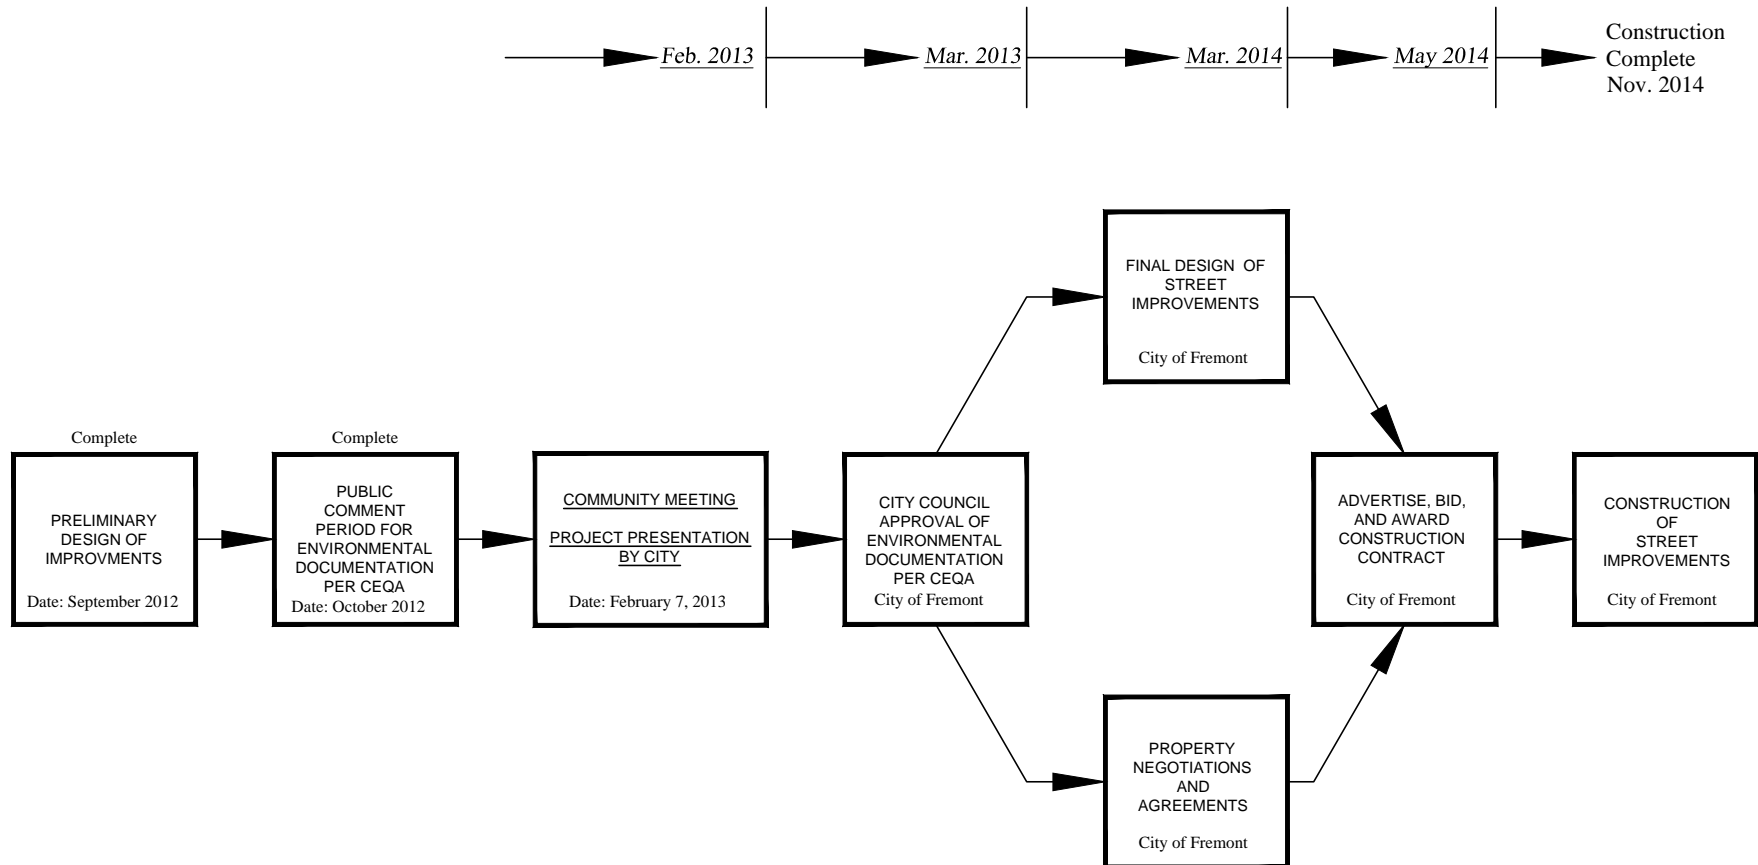 Feb. 2013
Mar. 2013
Mar. 2014
May 2014
Construction
Complete
Nov. 2014
FINAL DESIGN OF
STREET
IMPROVEMENTS
City of Fremont
Complete
PRELIMINARY
DESIGN OF
IMPROVMENTS
Date: September 2012
Complete
PUBLIC
COMMENT
PERIOD FOR
ENVIRONMENTAL
DOCUMENTATION
PER CEQA
Date: October 2012
COMMUNITY MEETING
PROJECT PRESENTATION
BY CITY
Date: February 7, 2013
CITY COUNCIL
APPROVAL OF
ENVIRONMENTAL
DOCUMENTATION
PER CEQA
City of Fremont
ADVERTISE, BID,
AND AWARD
CONSTRUCTION
CONTRACT
City of Fremont
CONSTRUCTION
OF
STREET
IMPROVEMENTS
City of Fremont
PROPERTY
NEGOTIATIONS
AND
AGREEMENTS
City of Fremont